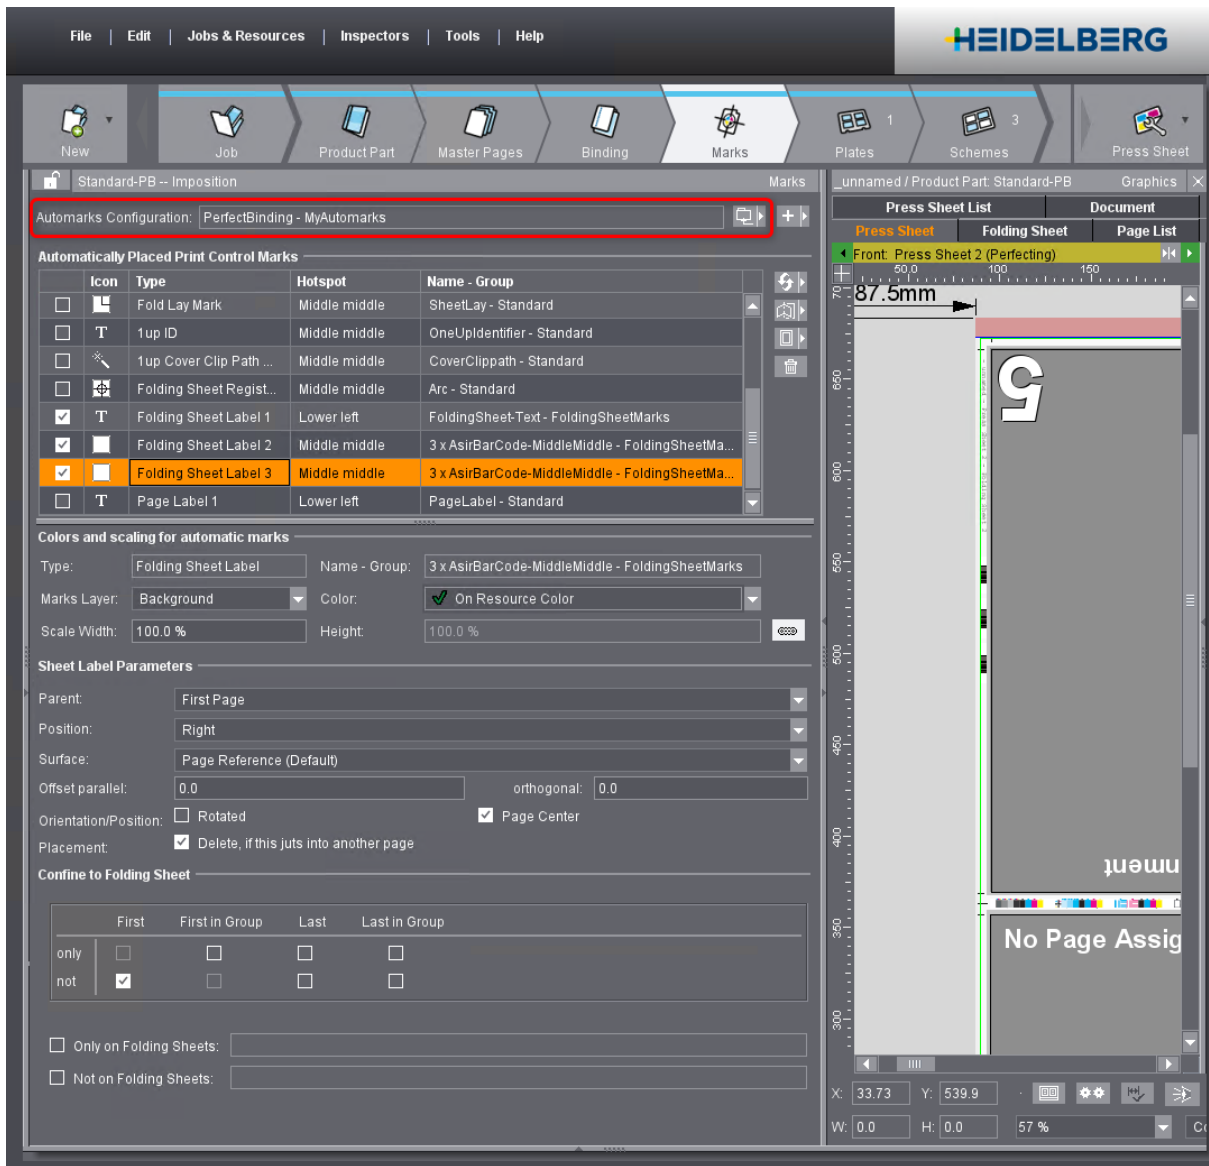 File | Edit | Jobs & Resources | Inspectors | Tools | Help
HEIDELBERG
New
Job
Product Part
Master Pages
Binding
Marks
Plates 1
Schemes 3
Press Sheet
Standard-PB -- Imposition Marks
Automarks Configuration: PerfectBinding - MyAutomarks
Automatically Placed Print Control Marks
Icon Type Hotspot Name - Group
Fold Lay Mark Middle middle SheetLay - Standard
T 1up ID Middle middle OneUpIdentifier - Standard
1up Cover Clip Path ... Middle middle CoverClippath - Standard
Folding Sheet Regist... Middle middle Arc - Standard
T Folding Sheet Label 1 Lower left FoldingSheet-Text - FoldingSheetMarks
Folding Sheet Label 2 Middle middle 3 x AsirBarCode-MiddleMiddle - FoldingSheetMa...
Folding Sheet Label 3 Middle middle 3 x AsirBarCode-MiddleMiddle - FoldingSheetMa...
T Page Label 1 Lower left PageLabel - Standard
Colors and scaling for automatic marks
Type: Folding Sheet Label Name - Group: 3 x AsirBarCode-MiddleMiddle - FoldingSheetMarks
Marks Layer: Background Color: On Resource Color
Scale Width: 100.0 % Height: 100.0 %
Sheet Label Parameters
Parent: First Page
Position: Right
Surface: Page Reference (Default)
Offset parallel: 0.0 orthogonal: 0.0
Orientation/Position: Rotated Page Center
Placement: Delete, if this juts into another page
Confine to Folding Sheet
First First in Group Last Last in Group
only
not
Only on Folding Sheets:
Not on Folding Sheets:
_unnamed / Product Part: Standard-PB Graphics
Press Sheet List Document
Press Sheet Folding Sheet Page List
Front: Press Sheet 2 (Perfecting)
50,0 100 150
70
87.5mm
650
5
600
550
500
450
400
nment
350
No Page Assig
300
X: 33.73 Y: 539.9
W: 0.0 H: 0.0 57 %